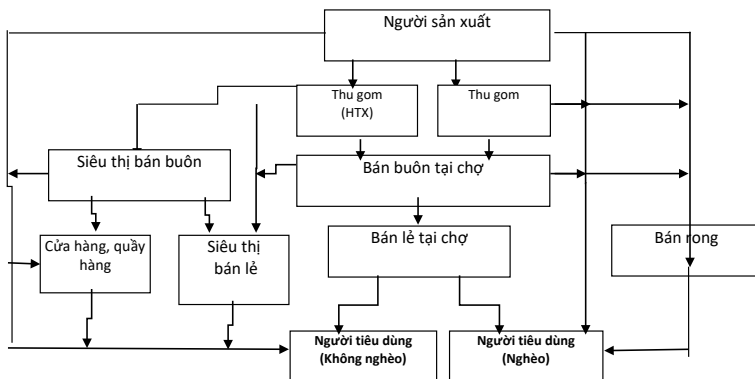 Người sản xuất
Thu gom
(HTX)
Thu gom
Siêu thị bán buôn
Bán buôn tại chợ
Cửa hàng, quầy
hàng
Siêu thị
bán lẻ
Bán lẻ tại chợ
Bán rong
Người tiêu dùng
(Không nghèo)
Người tiêu dùng
(Nghèo)